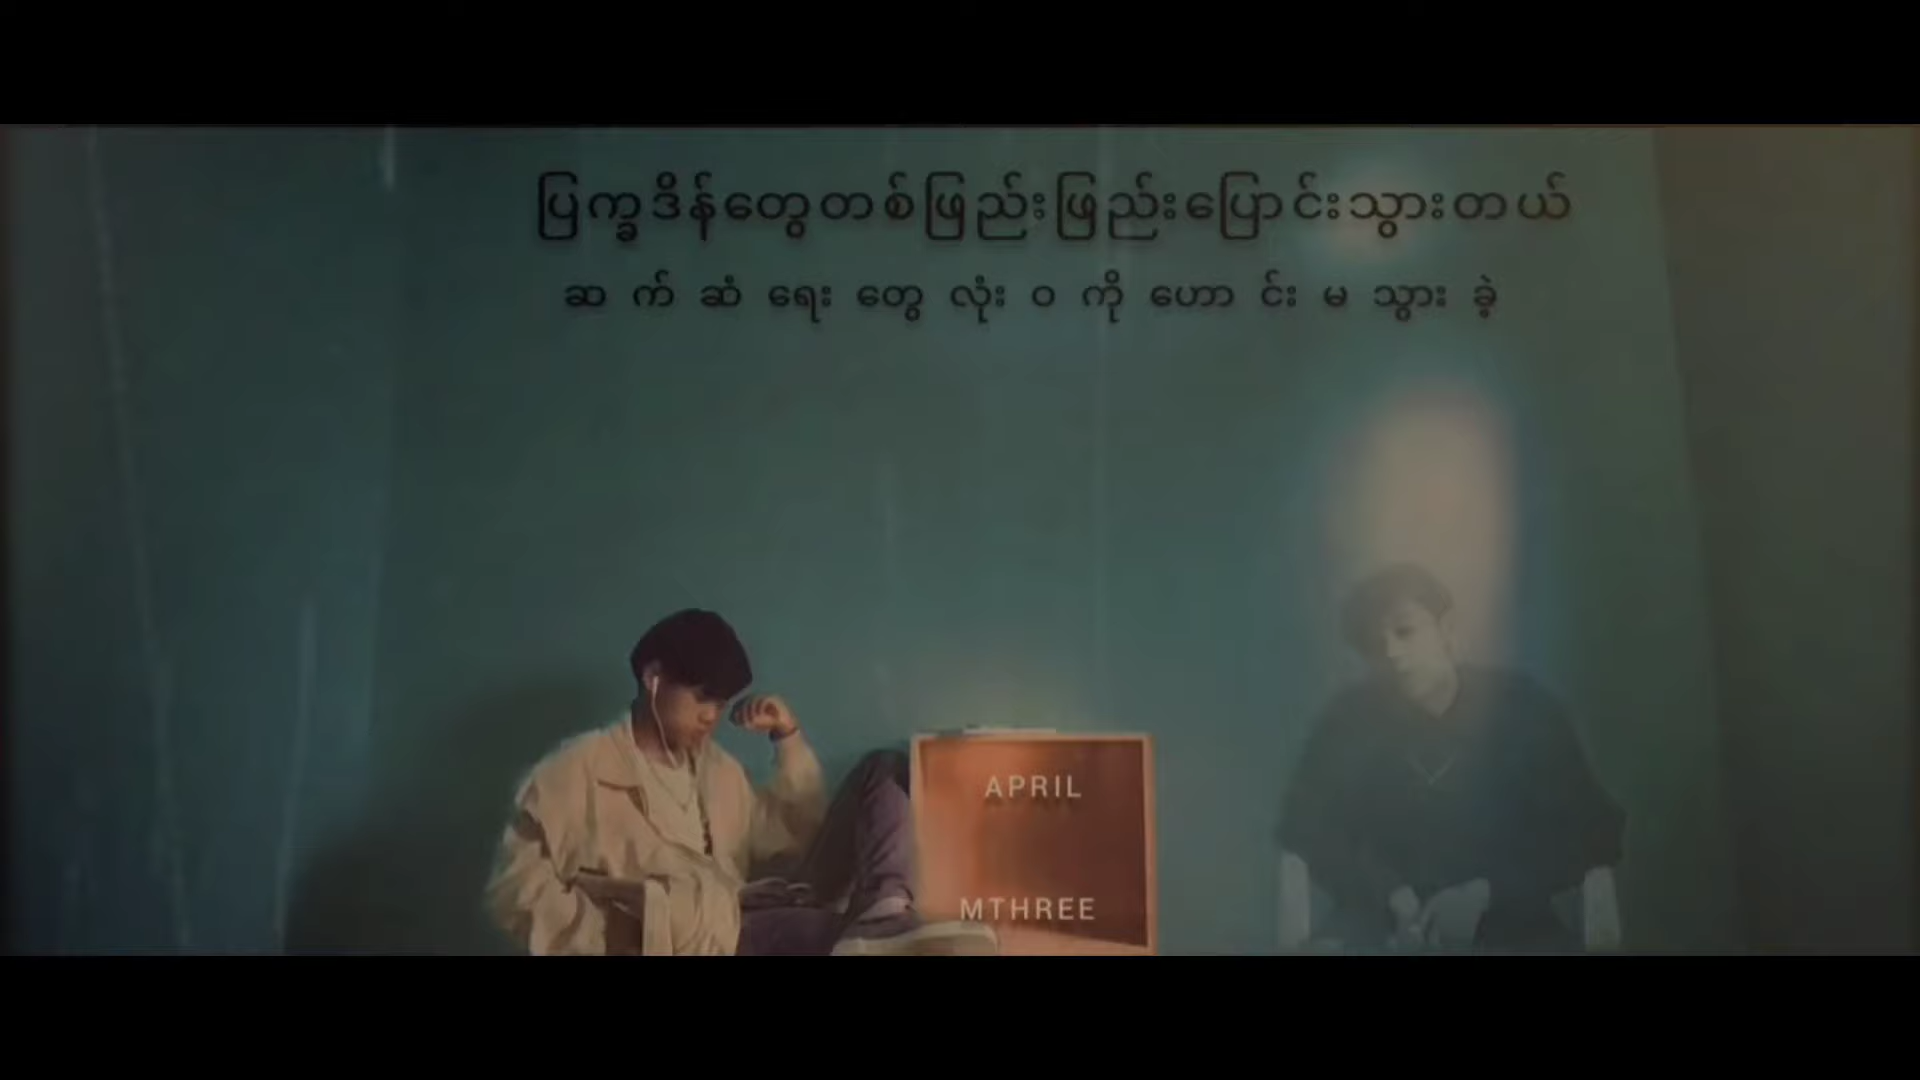 ပြက္ခဒိန်တွေတစ်ဖြည်းဖြည်းပြောင်းသွားတယ်
ဆက်ဆံရေးတွေလုံးဝကိုဟောင်းမသွားခဲ့
APRIL
MTHREE